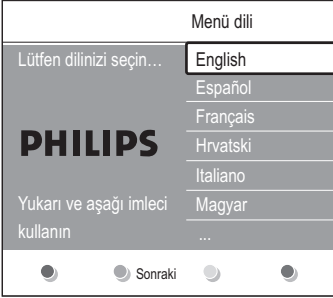 Menü dili
Lütfen dilinizi seçin…
English
Español
Français
PHILIPS
Hrvatski
Italiano
Yukarı ve aşağı imleci
kullanın
Magyar
...
Sonraki